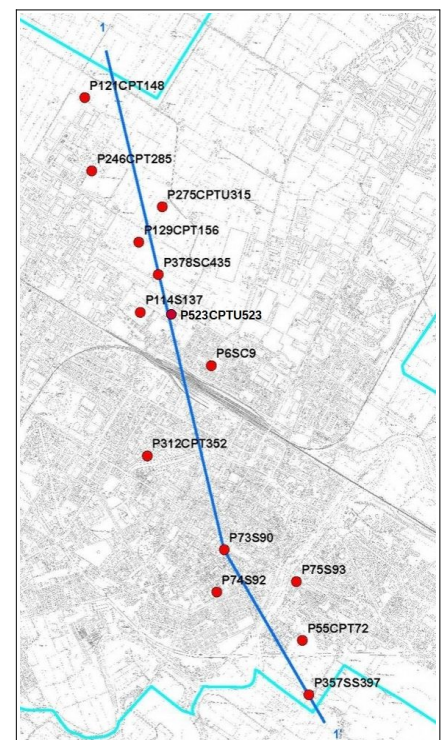 1
P121CPT148
P246CPT285
P275CPTU315
P129CPT156
P378SC435
P114S137
P523CPTU523
P6SC9
P312CPT352
P73S90
P75S93
P74S92
P55CPT72
P357SS397
1'